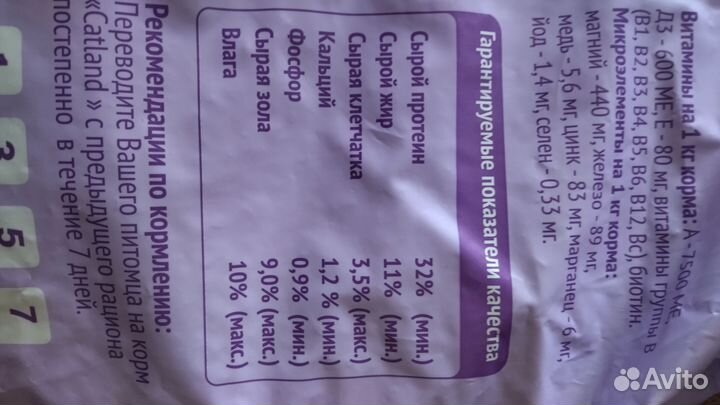 Витамины на 1 кг корма: А - 7500 МЕ,
Д3 - 600 МЕ, Е - 80 мг, витамины группы В
(В1, В2, В3, В4, В5, В6, В12, Вс), биотин.
Микроэлементы на 1 кг корма:
магний - 440 мг, железо - 89 мг,
медь - 5,6 мг, цинк - 83 мг, марганец - 6 мг,
йод - 1,4 мг, селен - 0,33 мг.
Гарантируемые показатели качества
Сырой протеин 32% (мин.)
Сырой жир 11% (мин.)
Сырая клетчатка 3,5% (макс.)
Кальций 1,2 % (мин.)
Фосфор 0,9% (мин.)
Сырая зола 9,0% (макс.)
Влага 10% (макс.)
Рекомендации по кормлению:
Переводите Вашего питомца на корм
«Catland » с предыдущего рациона
постепенно в течение 7 дней.
1 3 5 7
Avito